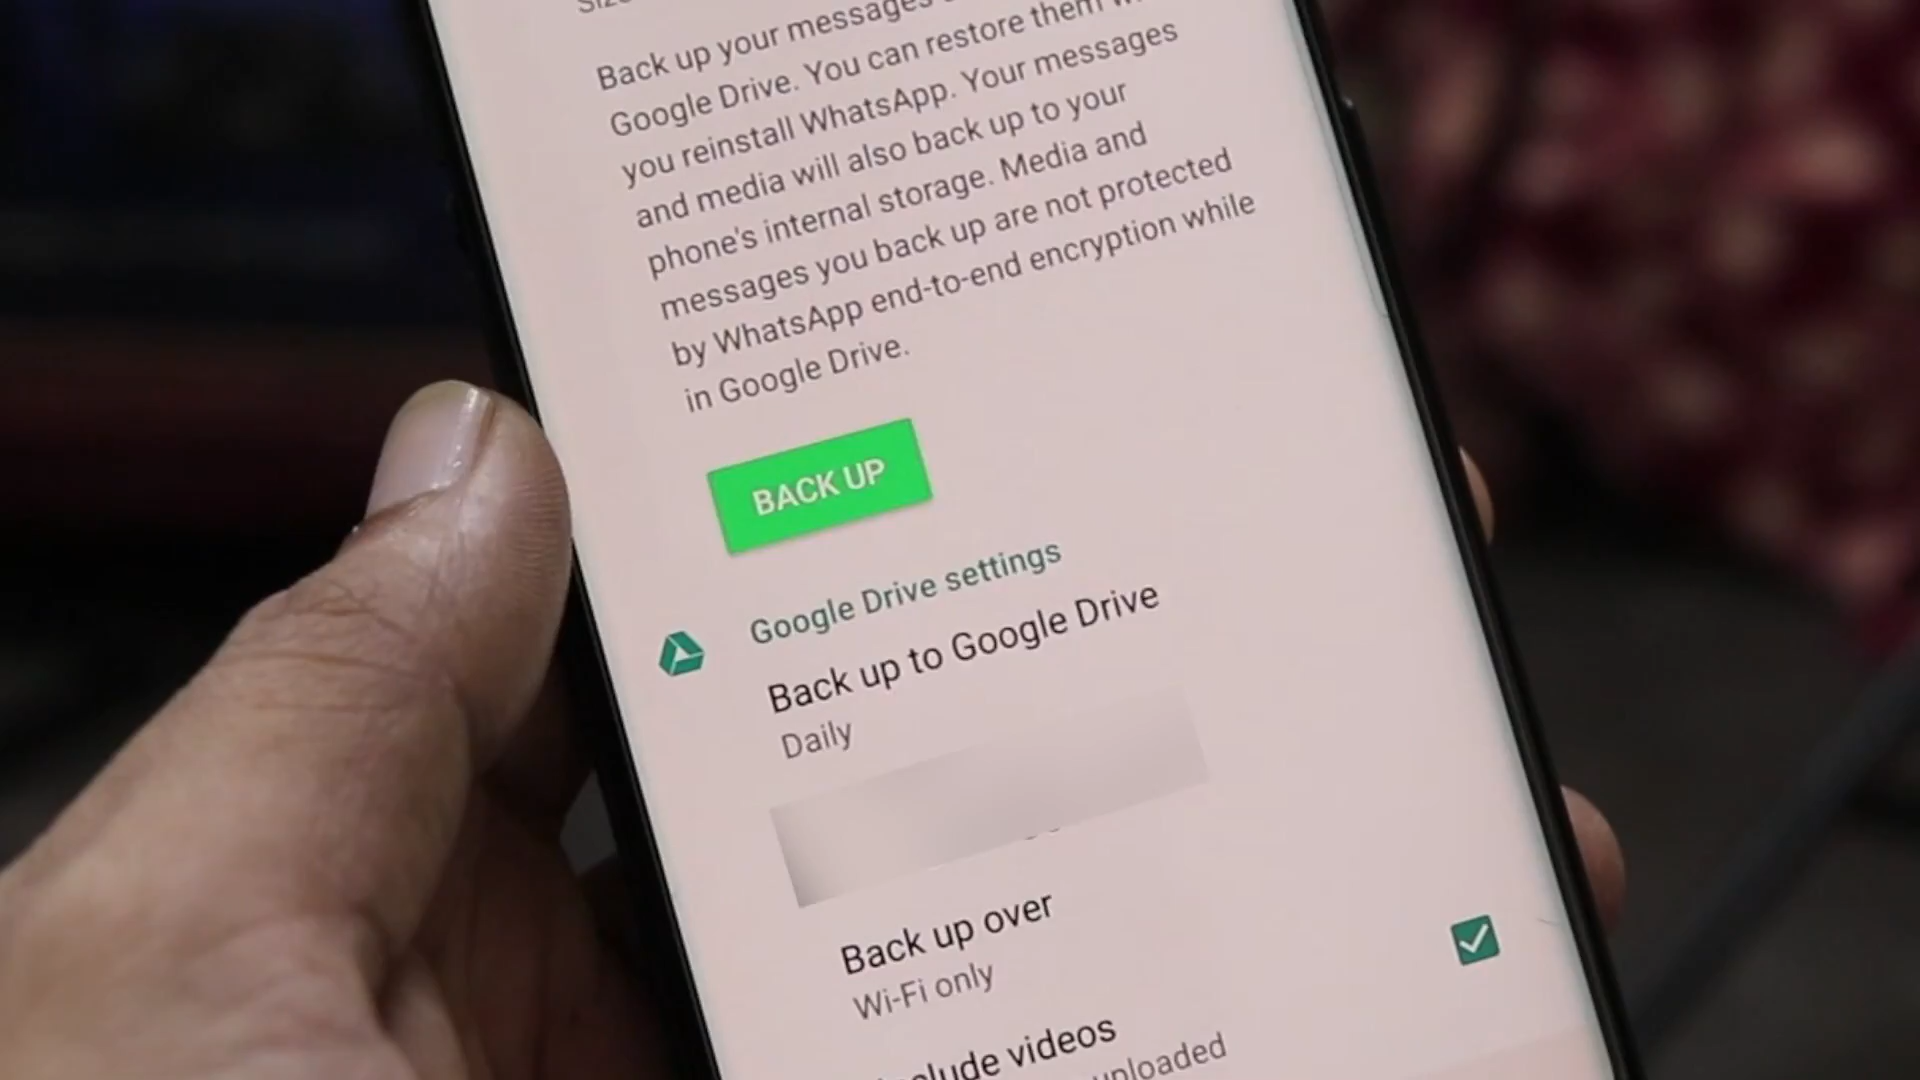 Size
Back up your messages
Google Drive. You can restore them
you reinstall WhatsApp. Your messages
and media will also back up to your
phone's internal storage. Media and
messages you back up are not protected
by WhatsApp end-to-end encryption while
in Google Drive.
BACK UP
Google Drive settings
Back up to Google Drive
Daily
Back up over
Wi-Fi only
videos
uploaded